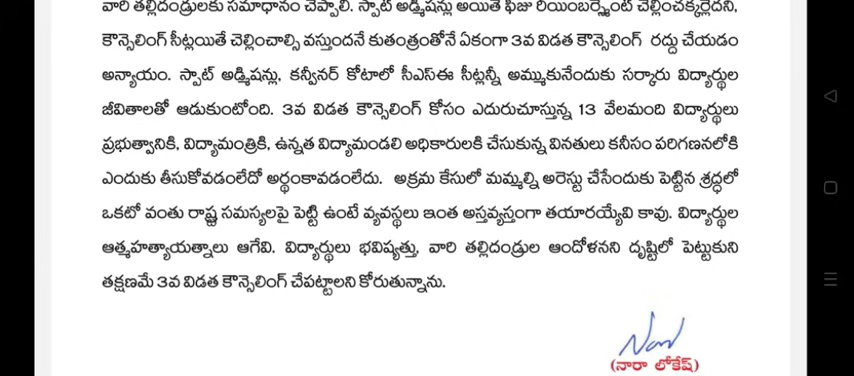 వారి తల్లిదండ్రులకు సమాధానం చెప్పాలి. స్పాట్ అడ్మిషన్లు అయితే ఫీజు రీయింబర్స్మెంట్ చెల్లించక్కర్లేదని,
కౌన్సెలింగ్ సీట్లయితే చెల్లించాల్సి వస్తుందనే కుతంత్రంతోనే ఏకంగా 3వ విడత కౌన్సెలింగ్ రద్దు చేయడం
అన్యాయం. స్పాట్ అడ్మిషన్లు, కన్వీనర్ కోటాలో సీఎస్ఈ సీట్లన్నీ అమ్ముకునేందుకు సర్కారు విద్యార్థుల
జీవితాలతో ఆడుకుంటోంది. 3వ విడత కౌన్సెలింగ్ కోసం ఎదురుచూస్తున్న 13 వేలమంది విద్యార్థులు
ప్రభుత్వానికి, విద్యామంత్రికి, ఉన్నత విద్యామండలి అధికారులకి చేసుకున్న వినతులు కనీసం పరిగణనలోకి
ఎందుకు తీసుకోవడంలేదో అర్థంకావడంలేదు. అక్రమ కేసులో మమ్మల్ని అరెస్టు చేసేందుకు పెట్టిన శ్రద్ధలో
ఒకటో వంతు రాష్ట్ర సమస్యలపై పెట్టి ఉంటే వ్యవస్థలు ఇంత అస్తవ్యస్తంగా తయారయ్యేవి కావు. విద్యార్థుల
ఆత్మహత్యాయత్నాలు ఆగేవి. విద్యార్థులు భవిష్యత్తు, వారి తల్లిదండ్రుల ఆందోళనని దృష్టిలో పెట్టుకుని
తక్షణమే 3వ విడత కౌన్సెలింగ్ చేపట్టాలని కోరుతున్నాను.
(నారా లోకేష్)